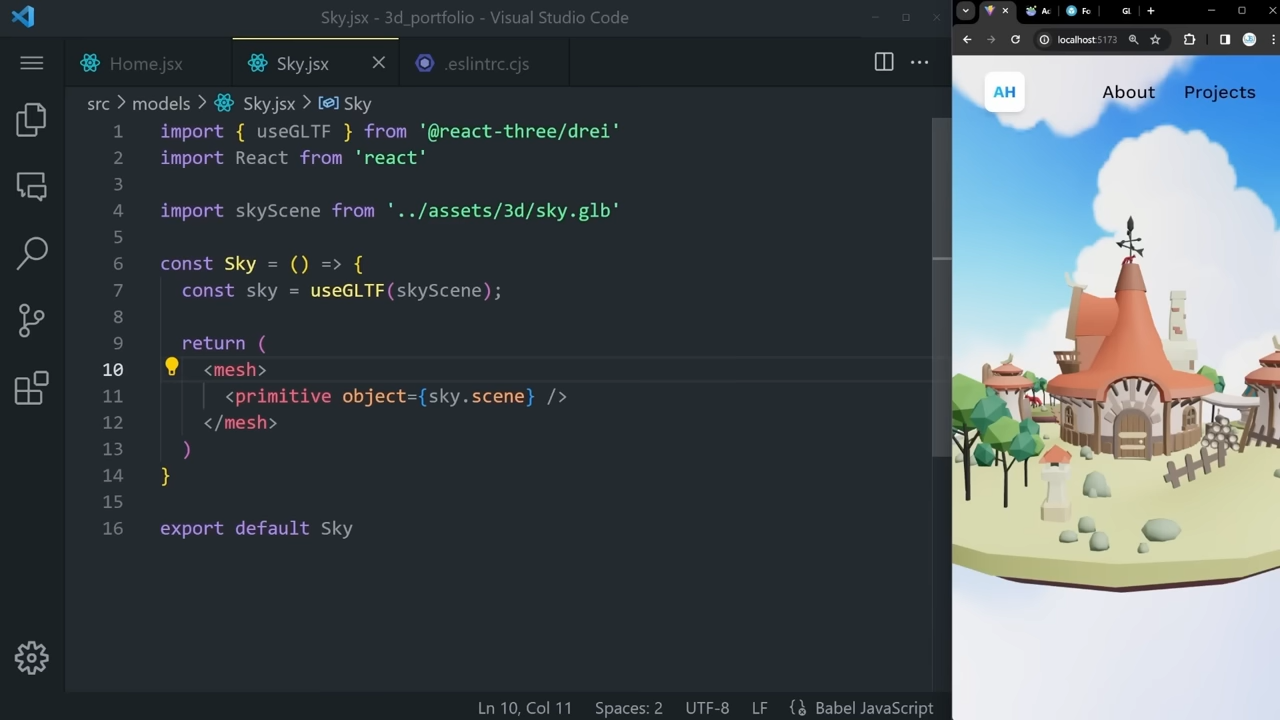 Sky.jsx - 3d_portfolio - Visual Studio Code
Home.jsx
Sky.jsx
.eslintrc.cjs
src > models > Sky.jsx > Sky
1 import { useGLTF } from '@react-three/drei'
2 import React from 'react'
3
4 import skyScene from '../assets/3d/sky.glb'
5
6 const Sky = () => {
7 const sky = useGLTF(skyScene);
8
9 return (
10 <mesh>
11 <primitive object={sky.scene} />
12 </mesh>
13 )
14 }
15
16 export default Sky
Ln 10, Col 11 Spaces: 2 UTF-8 LF {} Babel JavaScript
Ac
Fc
Gl
localhost:5173
AH
About
Projects